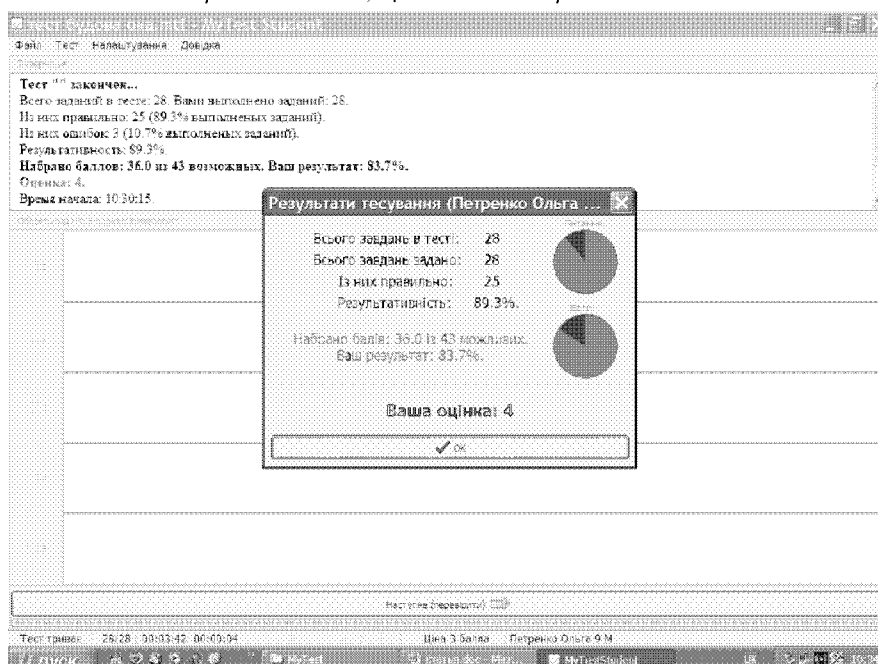 Файл Тест Налаштування Довідка
Тест "" закончен...
Всего заданий в тесте: 28. Вами выполнено заданий: 28.
Из них правильно: 25 (89.3% выполненых заданий).
Из них ошибок: 3 (10.7% выполненых заданий).
Результативность: 89.3%.
Набрано баллов: 36.0 из 43 возможных. Ваш результат: 83.7%.
Оценка: 4.
Время начала: 10:30:15.
Результати тесування (Петренко Ольга ...
Всього завдань в тесті: 28
Всього завдань задано: 28
Із них правильно: 25
Результативність: 89.3%.
Набрано балів: 36.0 із 43 можливих.
Ваш результат: 83.7%.
Ваша оцінка: 4
OK
Наступне (перевірити)
Тест триває 28/28 00:03:42 00:00:04 Ціна 3 балла Петренко Ольга 9 М